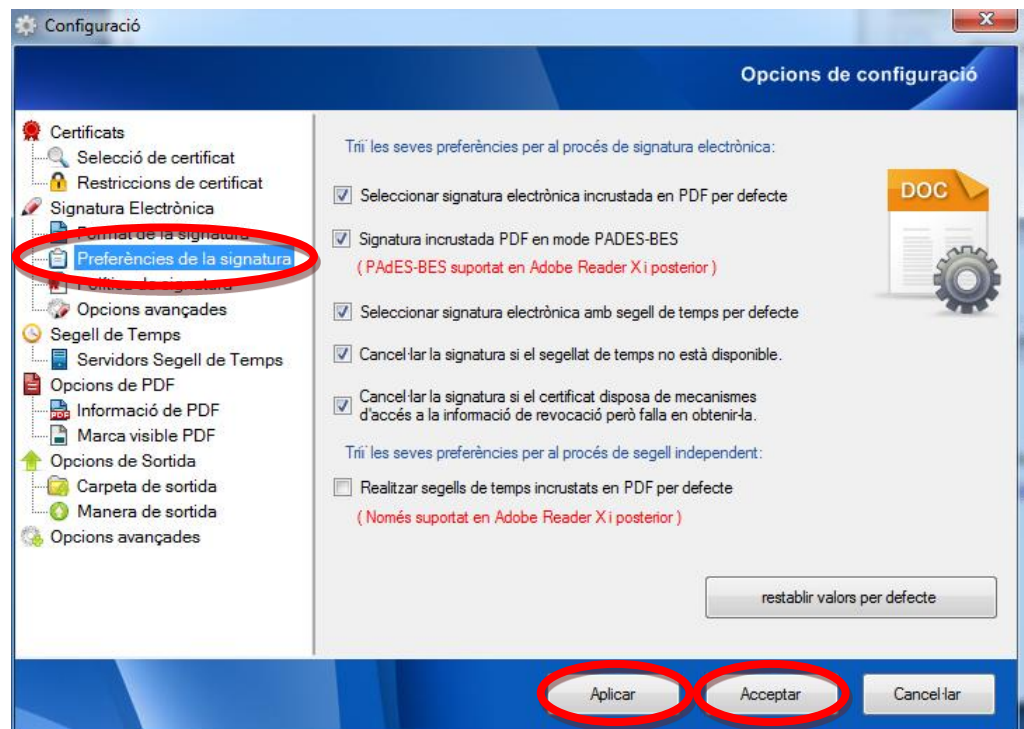 Configuració
Opcions de configuració
Certificats
Selecció de certificat
Restriccions de certificat
Signatura Electrònica
Format de la signatura
Preferències de la signatura
Política de signatura
Opcions avançades
Segell de Temps
Servidors Segell de Temps
Opcions de PDF
PDF
Informació de PDF
Marca visible PDF
Opcions de Sortida
Carpeta de sortida
Manera de sortida
Opcions avançades
Triï les seves preferències per al procés de signatura electrònica:
Seleccionar signatura electrònica incrustada en PDF per defecte
Signatura incrustada PDF en mode PADES-BES
( PAdES-BES suportat en Adobe Reader X i posterior )
Seleccionar signatura electrònica amb segell de temps per defecte
Cancel·lar la signatura si el segellat de temps no està disponible.
Cancel·lar la signatura si el certificat disposa de mecanismes
d'accés a la informació de revocació però falla en obtenir-la.
Triï les seves preferències per al procés de segell independent:
Realitzar segells de temps incrustats en PDF per defecte
( Només suportat en Adobe Reader X i posterior )
DOC
restablir valors per defecte
Aplicar
Acceptar
Cancel·lar